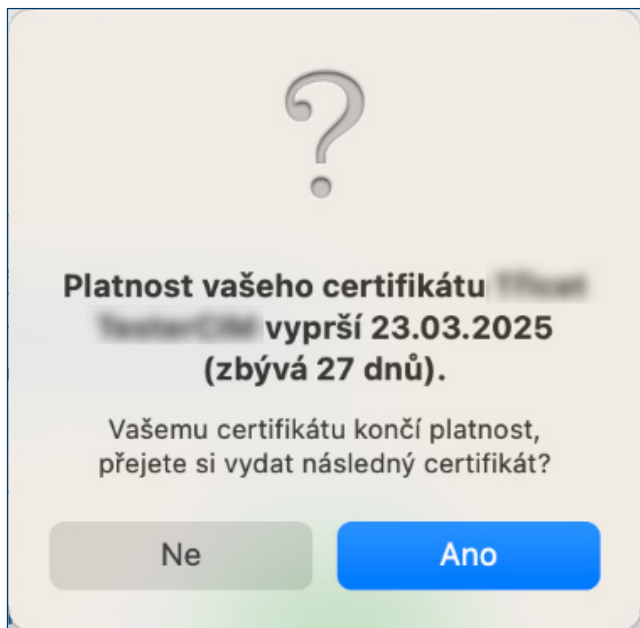 ?
Platnost vašeho certifikátu
vyprší 23.03.2025
(zbývá 27 dnů).
Vašemu certifikátu končí platnost,
přejete si vydat následný certifikát?
Ne
Ano